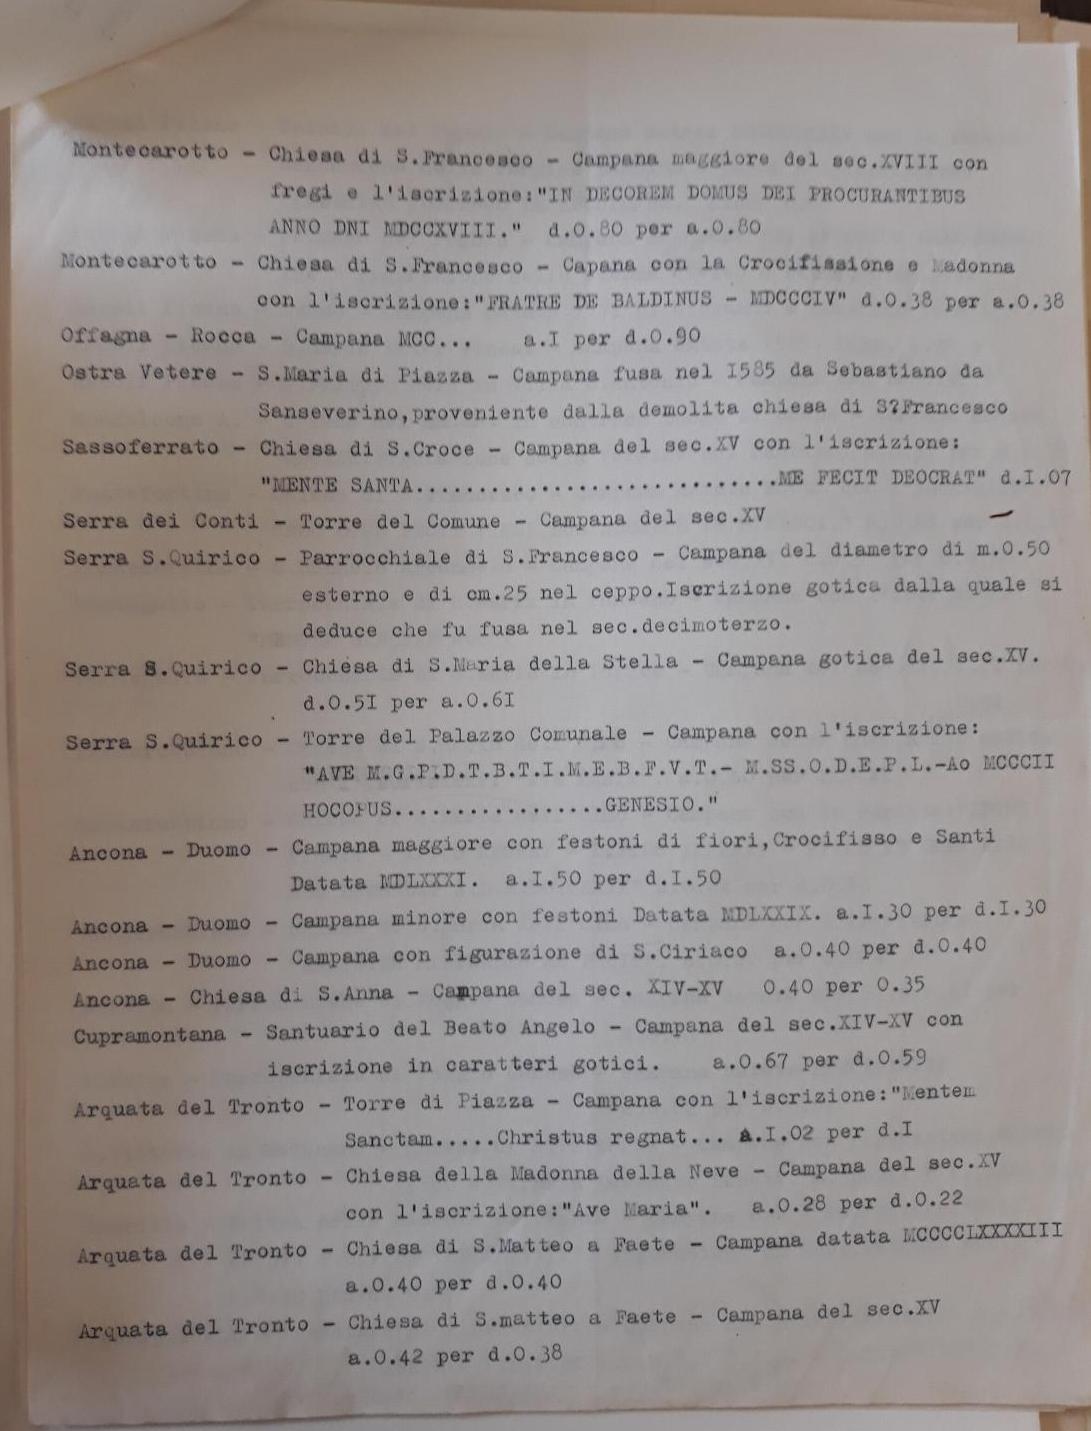 Montecarotto - Chiesa di S.Francesco - Campana maggiore del sec.XVIII con
fregi e l'iscrizione:"IN DECOREM DOMUS DEI PROCURANTIBUS
ANNO DNI MDCCXVIII." d.0.80 per a.0.80
Montecarotto - Chiesa di S.Francesco - Capana con la Crocifissione e Madonna
con l'iscrizione:"FRATRE DE BALDINUS - MDCCCIV" d.0.38 per a.0.38
Offagna - Rocca - Campana MCC... a.I per d.0.90
Ostra Vetere - S.Maria di Piazza - Campana fusa nel I585 da Sebastiano da
Sanseverino,proveniente dalla demolita chiesa di S?Francesco
Sassoferrato - Chiesa di S.Croce - Campana del sec.XV con l'iscrizione:
"MENTE SANTA.............................ME FECIT DEOCRAT" d.I.07
Serra dei Conti - Torre del Comune - Campana del sec.XV
Serra S.Quirico - Parrocchiale di S.Francesco - Campana del diametro di m.0.50
esterno e di cm.25 nel ceppo.Iscrizione gotica dalla quale si
deduce che fu fusa nel sec.decimoterzo.
Serra S.Quirico - Chiesa di S.Maria della Stella - Campana gotica del sec.XV.
d.0.5I per a.0.6I
Serra S.Quirico - Torre del Palazzo Comunale - Campana con l'iscrizione:
"AVE M.G.P.D.T.B.T.I.M.E.B.F.V.T.- M.SS.O.D.E.P.L.-Ao MCCCII
HOCOPUS.................GENESIO."
Ancona - Duomo - Campana maggiore con festoni di fiori,Crocifisso e Santi
Datata MDLXXXI. a.I.50 per d.I.50
Ancona - Duomo - Campana minore con festoni Datata MDLXXIX. a.I.30 per d.I.30
Ancona - Duomo - Campana con figurazione di S.Ciriaco a.0.40 per d.0.40
Ancona - Chiesa di S.Anna - Campana del sec. XIV-XV 0.40 per 0.35
Cupramontana - Santuario del Beato Angelo - Campana del sec.XIV-XV con
iscrizione in caratteri gotici. a.0.67 per d.0.59
Arquata del Tronto - Torre di Piazza - Campana con l'iscrizione:"Mentem
Sanctam.....Christus regnat... A.I.02 per d.I
Arquata del Tronto - Chiesa della Madonna della Neve - Campana del sec.XV
con l'iscrizione:"Ave Maria". a.0.28 per d.0.22
Arquata del Tronto - Chiesa di S.Matteo a Faete - Campana datata MCCCCLXXXXIII
a.0.40 per d.0.40
Arquata del Tronto - Chiesa di S.matteo a Faete - Campana del sec.XV
a.0.42 per d.0.38